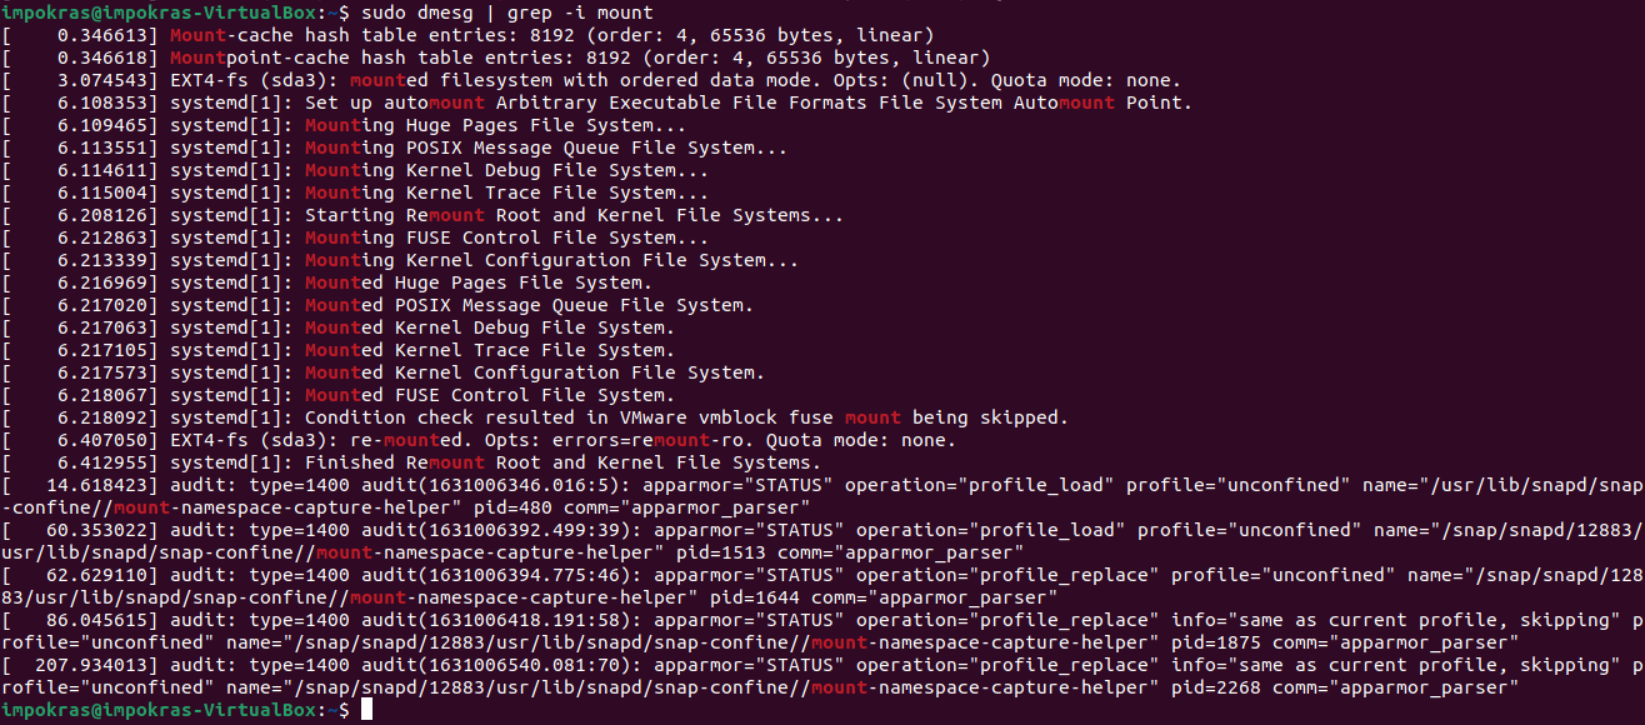 impokras@impokras-VirtualBox:~$ sudo dmesg | grep -i mount
[    0.346613] Mount-cache hash table entries: 8192 (order: 4, 65536 bytes, linear)
[    0.346618] Mountpoint-cache hash table entries: 8192 (order: 4, 65536 bytes, linear)
[    3.074543] EXT4-fs (sda3): mounted filesystem with ordered data mode. Opts: (null). Quota mode: none.
[    6.108353] systemd[1]: Set up automount Arbitrary Executable File Formats File System Automount Point.
[    6.109465] systemd[1]: Mounting Huge Pages File System...
[    6.113551] systemd[1]: Mounting POSIX Message Queue File System...
[    6.114611] systemd[1]: Mounting Kernel Debug File System...
[    6.115004] systemd[1]: Mounting Kernel Trace File System...
[    6.208126] systemd[1]: Starting Remount Root and Kernel File Systems...
[    6.212863] systemd[1]: Mounting FUSE Control File System...
[    6.213339] systemd[1]: Mounting Kernel Configuration File System...
[    6.216969] systemd[1]: Mounted Huge Pages File System.
[    6.217020] systemd[1]: Mounted POSIX Message Queue File System.
[    6.217063] systemd[1]: Mounted Kernel Debug File System.
[    6.217105] systemd[1]: Mounted Kernel Trace File System.
[    6.217573] systemd[1]: Mounted Kernel Configuration File System.
[    6.218067] systemd[1]: Mounted FUSE Control File System.
[    6.218092] systemd[1]: Condition check resulted in VMware vmblock fuse mount being skipped.
[    6.407050] EXT4-fs (sda3): re-mounted. Opts: errors=remount-ro. Quota mode: none.
[    6.412955] systemd[1]: Finished Remount Root and Kernel File Systems.
[   14.618423] audit: type=1400 audit(1631006346.016:5): apparmor="STATUS" operation="profile_load" profile="unconfined" name="/usr/lib/snapd/snap
-confine//mount-namespace-capture-helper" pid=480 comm="apparmor_parser"
[   60.353022] audit: type=1400 audit(1631006392.499:39): apparmor="STATUS" operation="profile_load" profile="unconfined" name="/snap/snapd/12883/
usr/lib/snapd/snap-confine//mount-namespace-capture-helper" pid=1513 comm="apparmor_parser"
[   62.629110] audit: type=1400 audit(1631006394.775:46): apparmor="STATUS" operation="profile_replace" profile="unconfined" name="/snap/snapd/128
83/usr/lib/snapd/snap-confine//mount-namespace-capture-helper" pid=1644 comm="apparmor_parser"
[   86.045615] audit: type=1400 audit(1631006418.191:58): apparmor="STATUS" operation="profile_replace" info="same as current profile, skipping" p
rofile="unconfined" name="/snap/snapd/12883/usr/lib/snapd/snap-confine//mount-namespace-capture-helper" pid=1875 comm="apparmor_parser"
[  207.934013] audit: type=1400 audit(1631006540.081:70): apparmor="STATUS" operation="profile_replace" info="same as current profile, skipping" p
rofile="unconfined" name="/snap/snapd/12883/usr/lib/snapd/snap-confine//mount-namespace-capture-helper" pid=2268 comm="apparmor_parser"
impokras@impokras-VirtualBox:~$